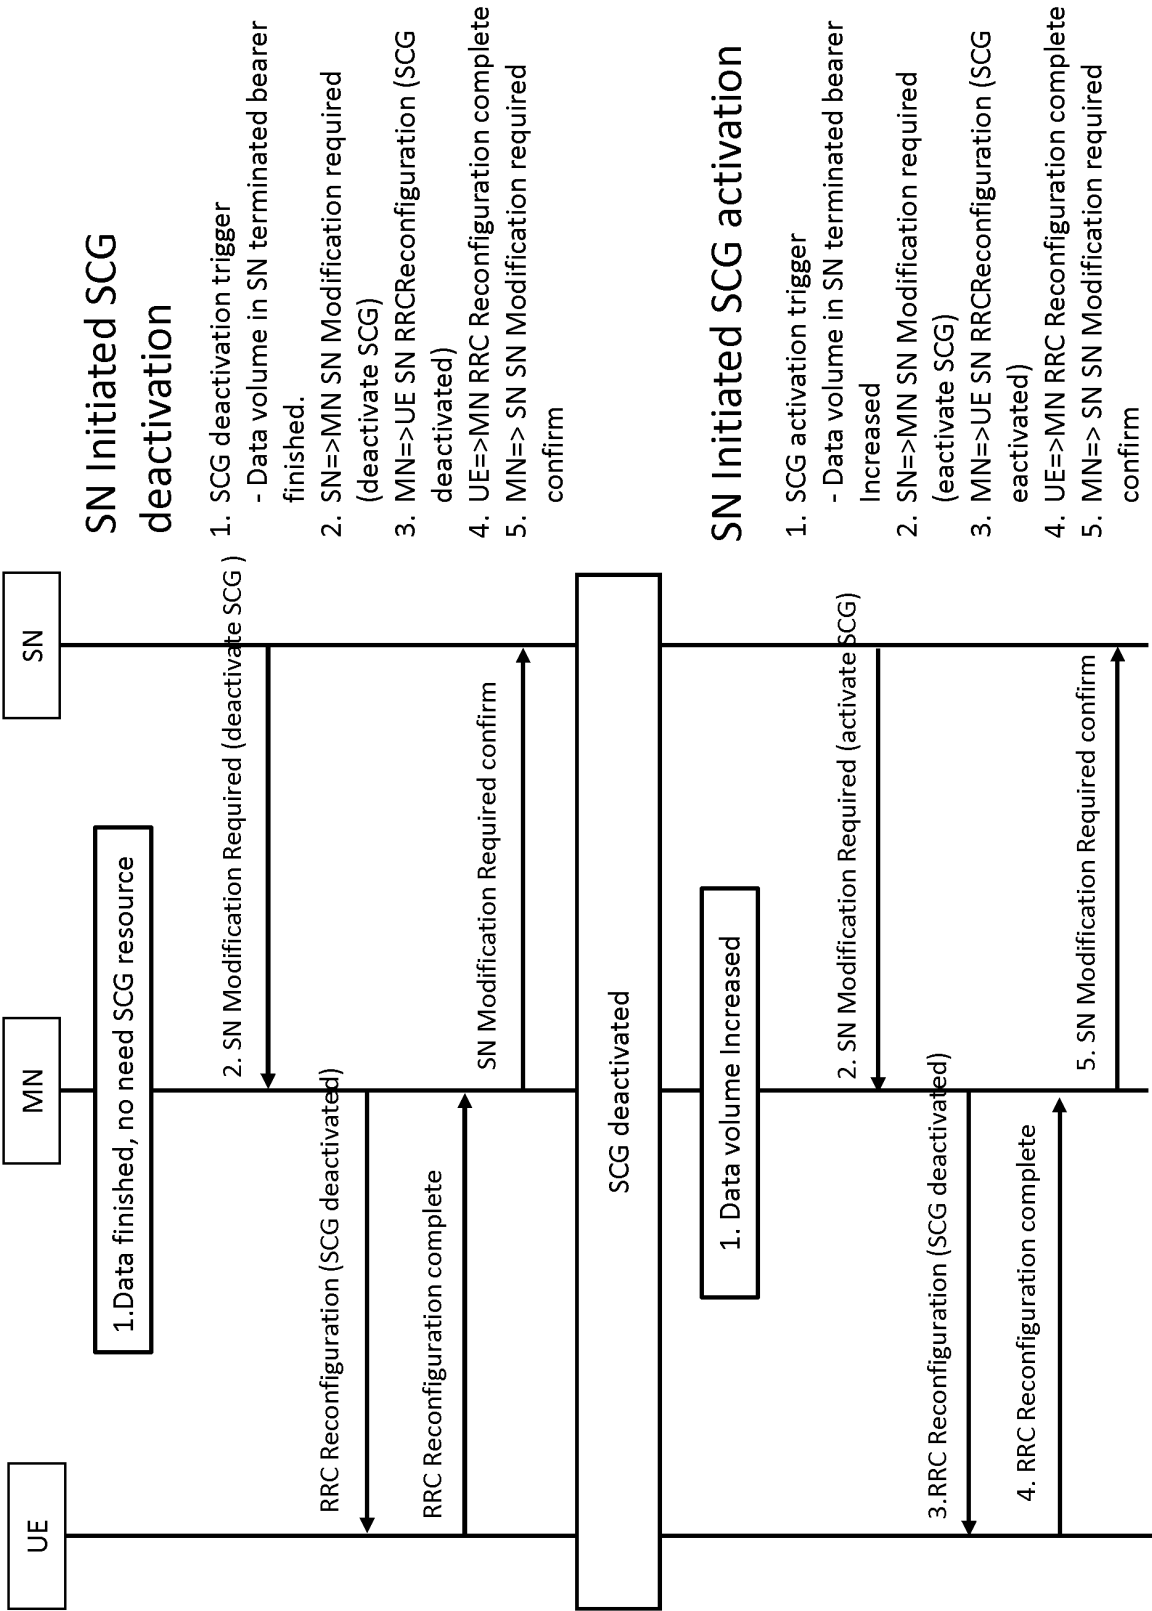 UE
MN
SN
1.Data finished, no need SCG resource
2. SN Modification Required (deactivate SCG )
RRC Reconfiguration (SCG deactivated)
RRC Reconfiguration complete
SN Modification Required confirm
SCG deactivated
1. Data volume Increased
2. SN Modification Required (activate SCG)
3.RRC Reconfiguration (SCG deactivated)
4. RRC Reconfiguration complete
5. SN Modification Required confirm
SN Initiated SCG
deactivation
1. SCG deactivation trigger
- Data volume in SN terminated bearer
finished.
2. SN=>MN SN Modification required
(deactivate SCG)
3. MN=>UE SN RRCReconfiguration (SCG
deactivated)
4. UE=>MN RRC Reconfiguration complete
5. MN=> SN SN Modification required
confirm
SN Initiated SCG activation
1. SCG activation trigger
- Data volume in SN terminated bearer
Increased
2. SN=>MN SN Modification required
(eactivate SCG)
3. MN=>UE SN RRCReconfiguration (SCG
eactivated)
4. UE=>MN RRC Reconfiguration complete
5. MN=> SN SN Modification required
confirm